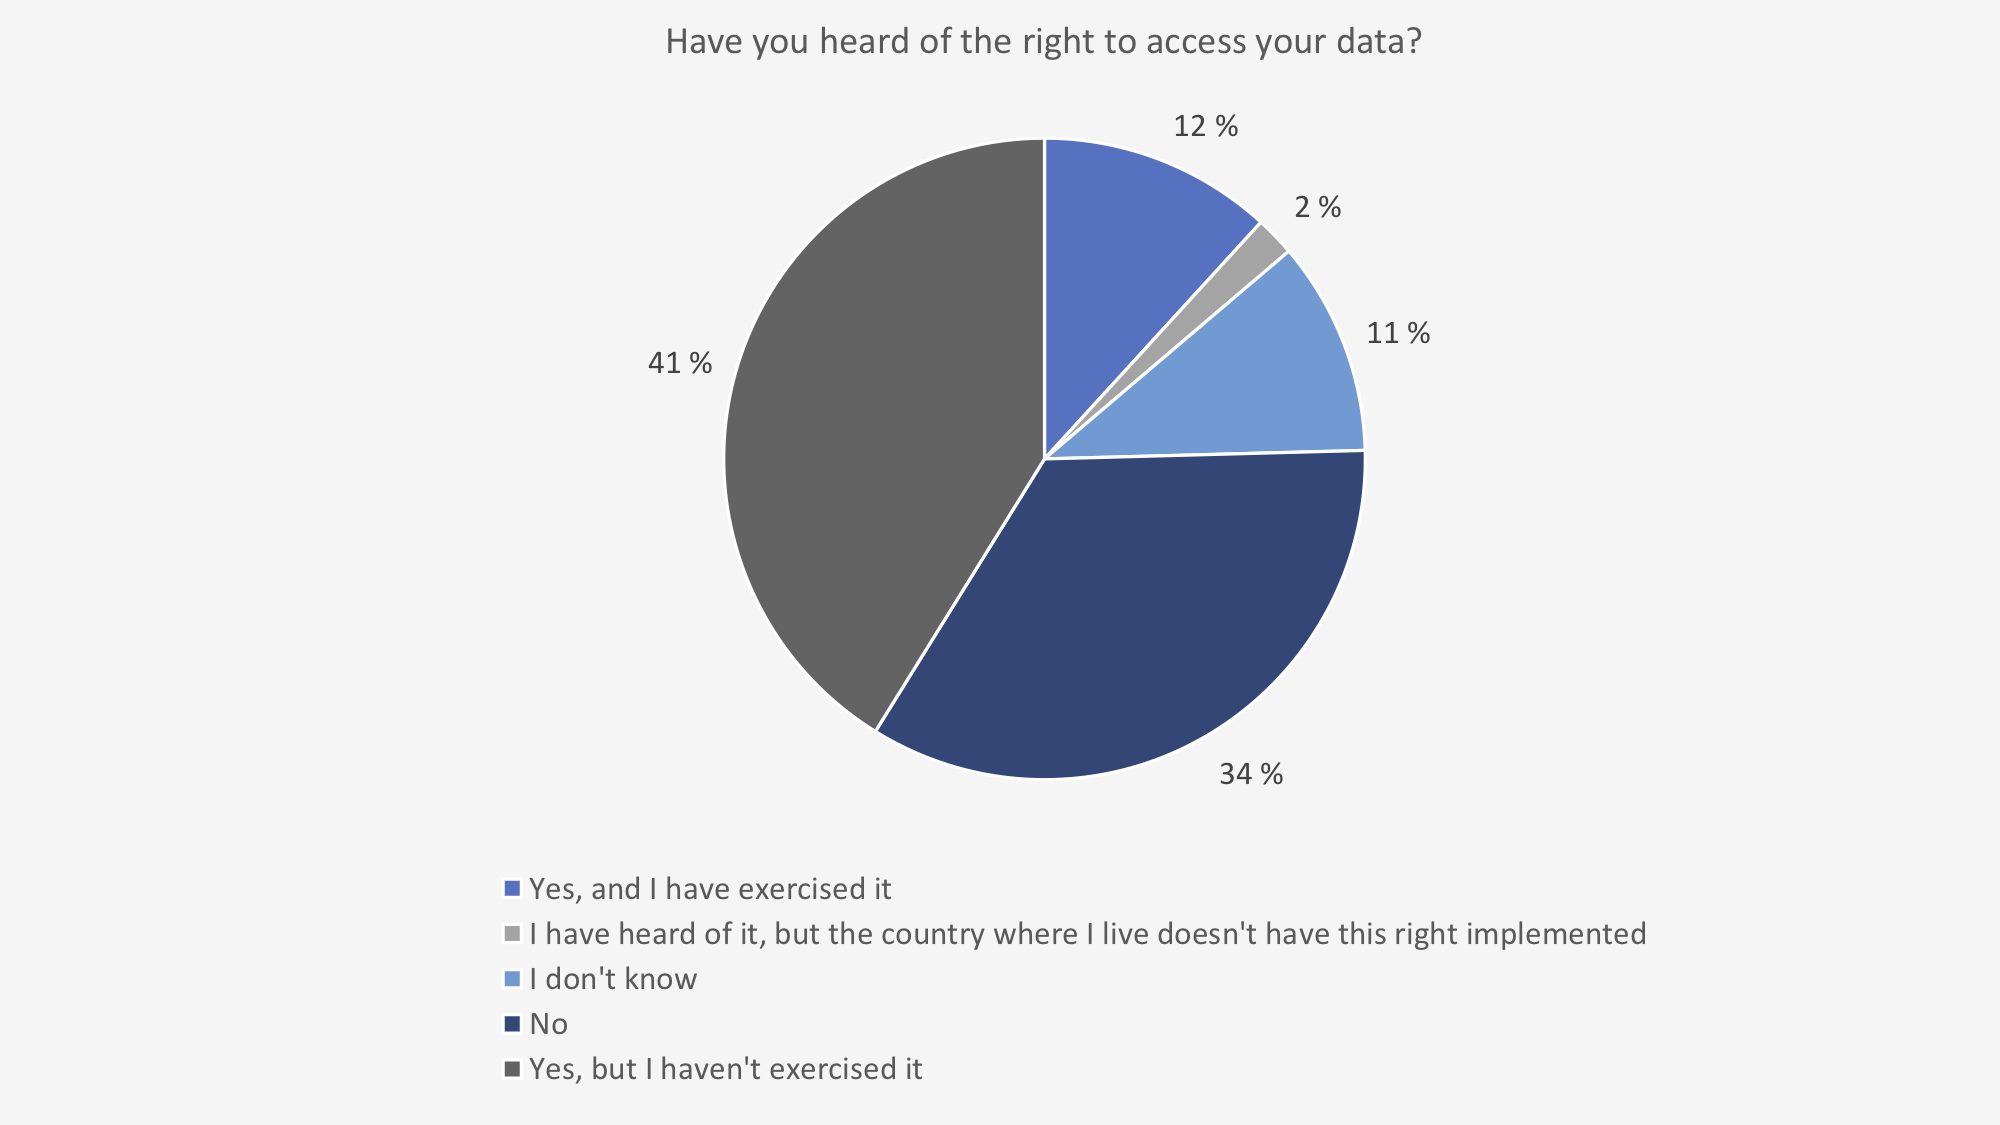 Have you heard of the right to access your data?
12 %
2 %
11 %
41 %
34 %
Yes, and I have exercised it
I have heard of it, but the country where I live doesn't have this right implemented
I don't know
No
Yes, but I haven't exercised it